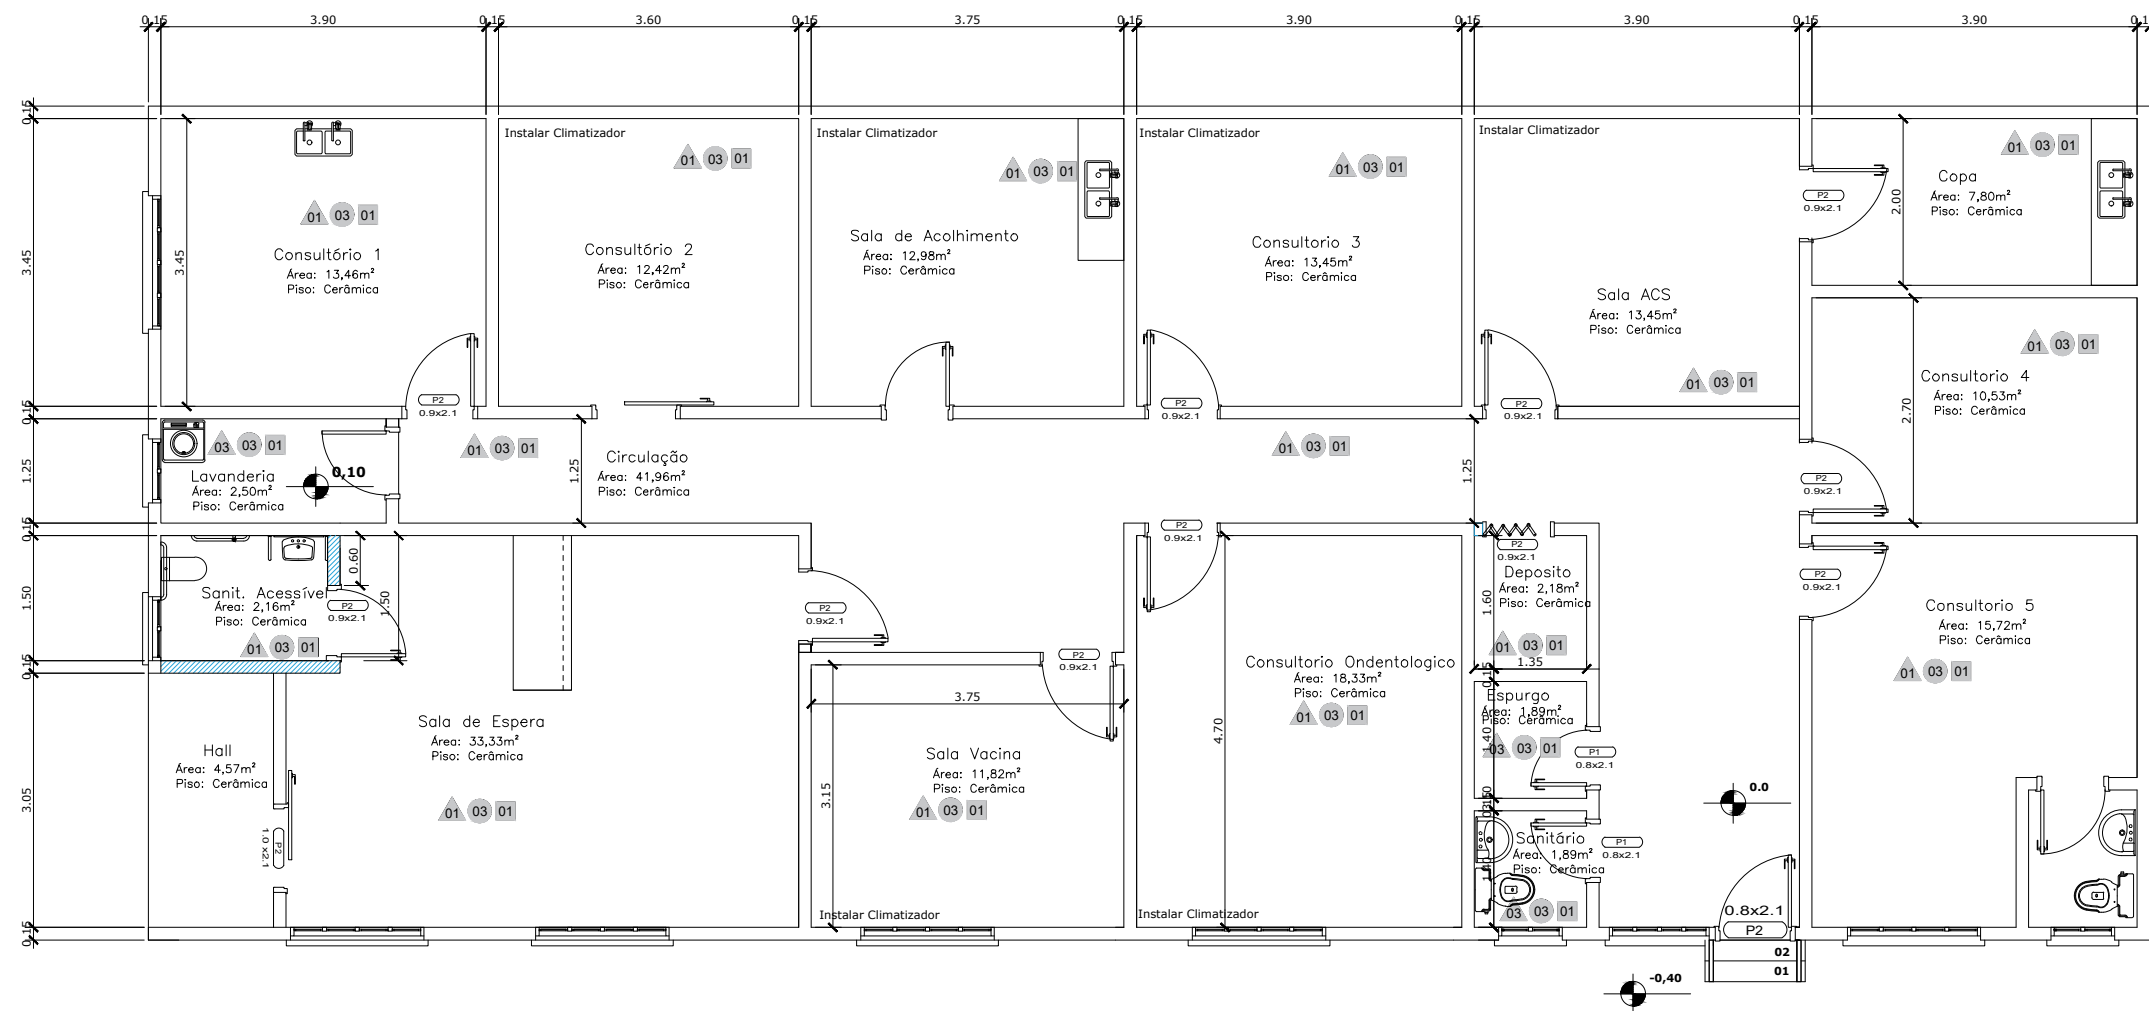 0.15 3.90 0.15 3.60 0.15 3.75 0.15 3.90 0.15 3.90 0.15 3.90
0.15
3.45
0.15
1.25
0.15
1.50
0.15
3.05
0.15
3.45
01 03 01
Consultório 1
Área: 13,46m²
Piso: Cerâmica
P2
0.9x2.1
Instalar Climatizador
01 03 01
Consultório 2
Área: 12,42m²
Piso: Cerâmica
Instalar Climatizador
01 03 01
Sala de Acolhimento
Área: 12,98m²
Piso: Cerâmica
Instalar Climatizador
01 03 01
Consultorio 3
Área: 13,45m²
Piso: Cerâmica
P2
0.9x2.1
Instalar Climatizador
Sala ACS
Área: 13,45m²
Piso: Cerâmica
01 03 01
P2
0.9x2.1
P2
0.9x2.1
2.00
01 03 01
Copa
Área: 7,80m²
Piso: Cerâmica
2.70
01 03 01
Consultorio 4
Área: 10,53m²
Piso: Cerâmica
P2
0.9x2.1
03 03 01
Lavanderia
Área: 2,50m²
Piso: Cerâmica
0,10
01 03 01
1.25
Circulação
Área: 41,96m²
Piso: Cerâmica
01 03 01
1.25
0.60
1.50
Sanit. Acessível
Área: 2,16m²
Piso: Cerâmica
01 03 01
P2
0.9x2.1
Hall
Área: 4,57m²
Piso: Cerâmica
P2
1.0 x2.1
Sala de Espera
Área: 33,33m²
Piso: Cerâmica
01 03 01
P2
0.9x2.1
P2
0.9x2.1
3.75
3.15
Sala Vacina
Área: 11,82m²
Piso: Cerâmica
01 03 01
Instalar Climatizador
P2
0.9x2.1
Consultorio Ondentologico
Área: 18,33m²
Piso: Cerâmica
01 03 01
4.70
Instalar Climatizador
P2
0.9x2.1
Deposito
Área: 2,18m²
Piso: Cerâmica
1.60
01 03 01
1.35
0.15
Espurgo
Área: 1,89m²
Piso: Cerâmica
1.40
03 03 01
P1
0.8x2.1
Sanitário
Área: 1,89m²
Piso: Cerâmica
03 03 01
P1
0.8x2.1
0.0
0.8x2.1
P2
02
01
-0,40
P2
0.9x2.1
Consultorio 5
Área: 15,72m²
Piso: Cerâmica
01 03 01